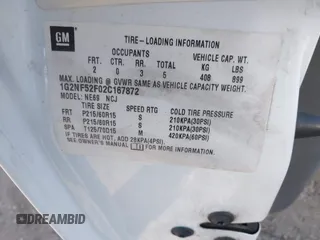 GM
TIRE-LOADING INFORMATION
OCCUPANTS VEHICLE CAP. WT.
FRT CTR RR TOTAL KG LBS
2 0 3 5 408 899
MAX. LOADING @ GVWR SAME AS VEHICLE CAPACITY WEIGHT
1G2NF52F02C167872
MODEL: NE69 NCJ
TIRE SIZE SPEED RTG COLD TIRE PRESSURE
FRT P215/60R15 S 210KPA(30PSI)
RR P215/60R15 S 210KPA(30PSI)
SPA T125/70D15 M 420KPA(60PSI)
IF TIRES ARE HOT, ADD 28KPA(4PSI)
SEE OWNER'S MANUAL
DREAMBID